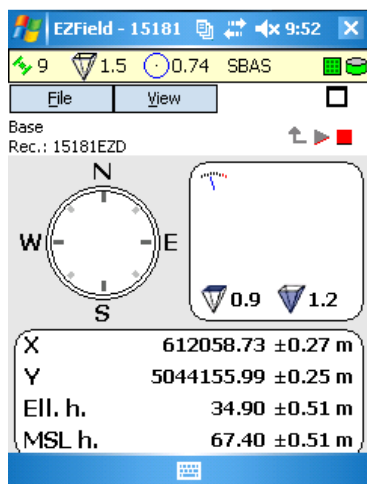 EZField - 15181 9:52
9 1.5 0.74 SBAS
File View
Base
Rec.: 15181EZD
N
W E
S
0.9 1.2
X 612058.73 ±0.27 m
Y 5044155.99 ±0.25 m
Ell. h. 34.90 ±0.51 m
MSL h. 67.40 ±0.51 m